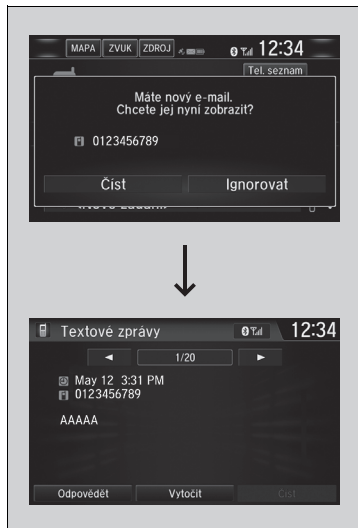 MAPA ZVUK ZDROJ 12:34
Tel. seznam
Máte nový e-mail.
Chcete jej nyní zobrazit?
0123456789
Číst Ignorovat
Textové zprávy 12:34
1/20
May 12 3:31 PM
0123456789
AAAAA
Odpovědět Vytočit Číst